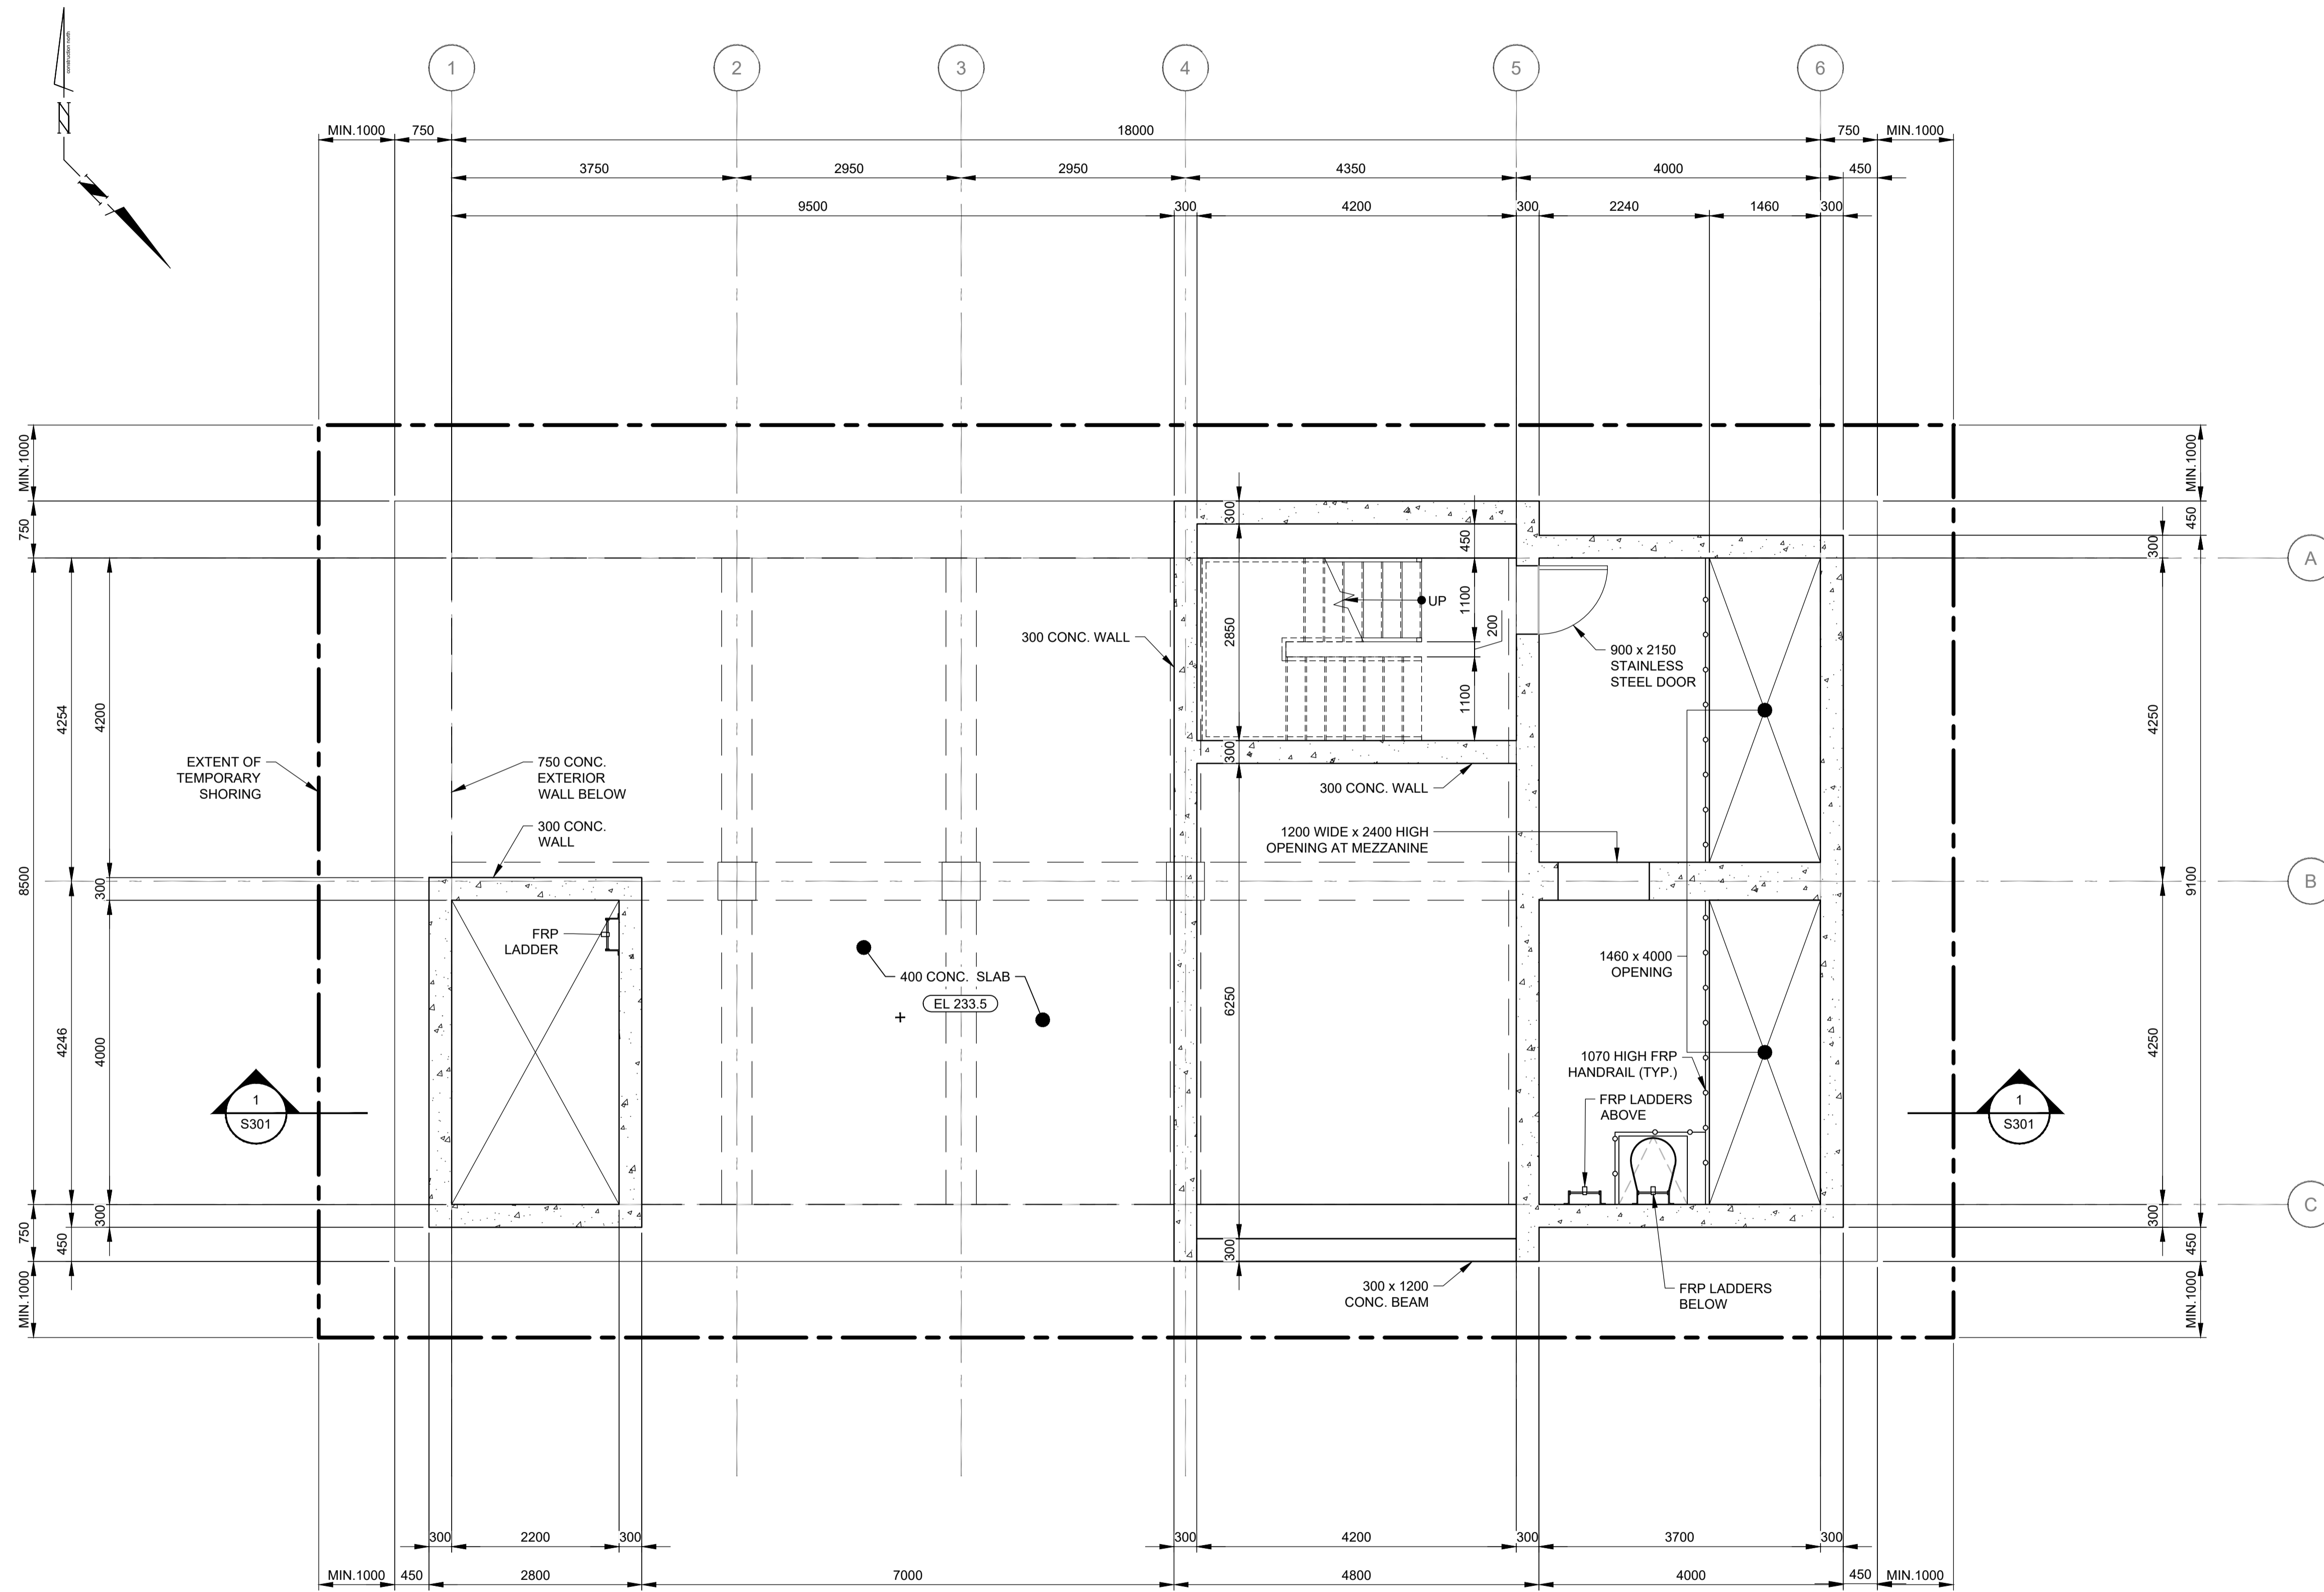 construction north
N
N
1
2
3
4
5
6
MIN.1000
750
18000
750
MIN.1000
3750
2950
2950
4350
4000
450
9500
300
4200
300
2240
1460
300
MIN.1000
750
8500
750
MIN.1000
4254
4246
450
4200
300
4000
300
MIN.1000
450
9100
450
MIN.1000
300
4250
4250
300
A
B
C
300
2850
300
6250
300
450
1100
200
1100
UP
300 CONC. WALL
900 x 2150
STAINLESS
STEEL DOOR
EXTENT OF
TEMPORARY
SHORING
750 CONC.
EXTERIOR
WALL BELOW
300 CONC. WALL
300 CONC.
WALL
1200 WIDE x 2400 HIGH
OPENING AT MEZZANINE
FRP
LADDER
400 CONC. SLAB
EL 233.5
1460 x 4000
OPENING
1070 HIGH FRP
HANDRAIL (TYP.)
FRP LADDERS
ABOVE
1
S301
1
S301
300 x 1200
CONC. BEAM
FRP LADDERS
BELOW
300
2200
300
300
4200
300
3700
300
MIN.1000
450
2800
7000
4800
4000
450
MIN.1000